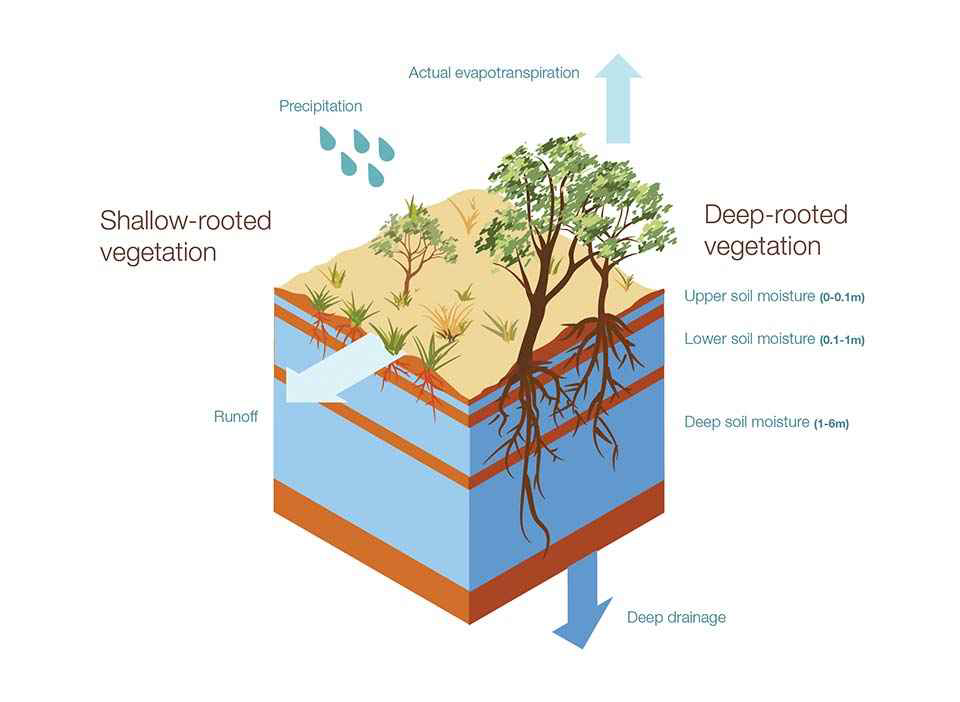 Actual evapotranspiration
Precipitation
Shallow-rooted
vegetation
Deep-rooted
vegetation
Upper soil moisture (0-0.1m)
Lower soil moisture (0.1-1m)
Runoff
Deep soil moisture (1-6m)
Deep drainage